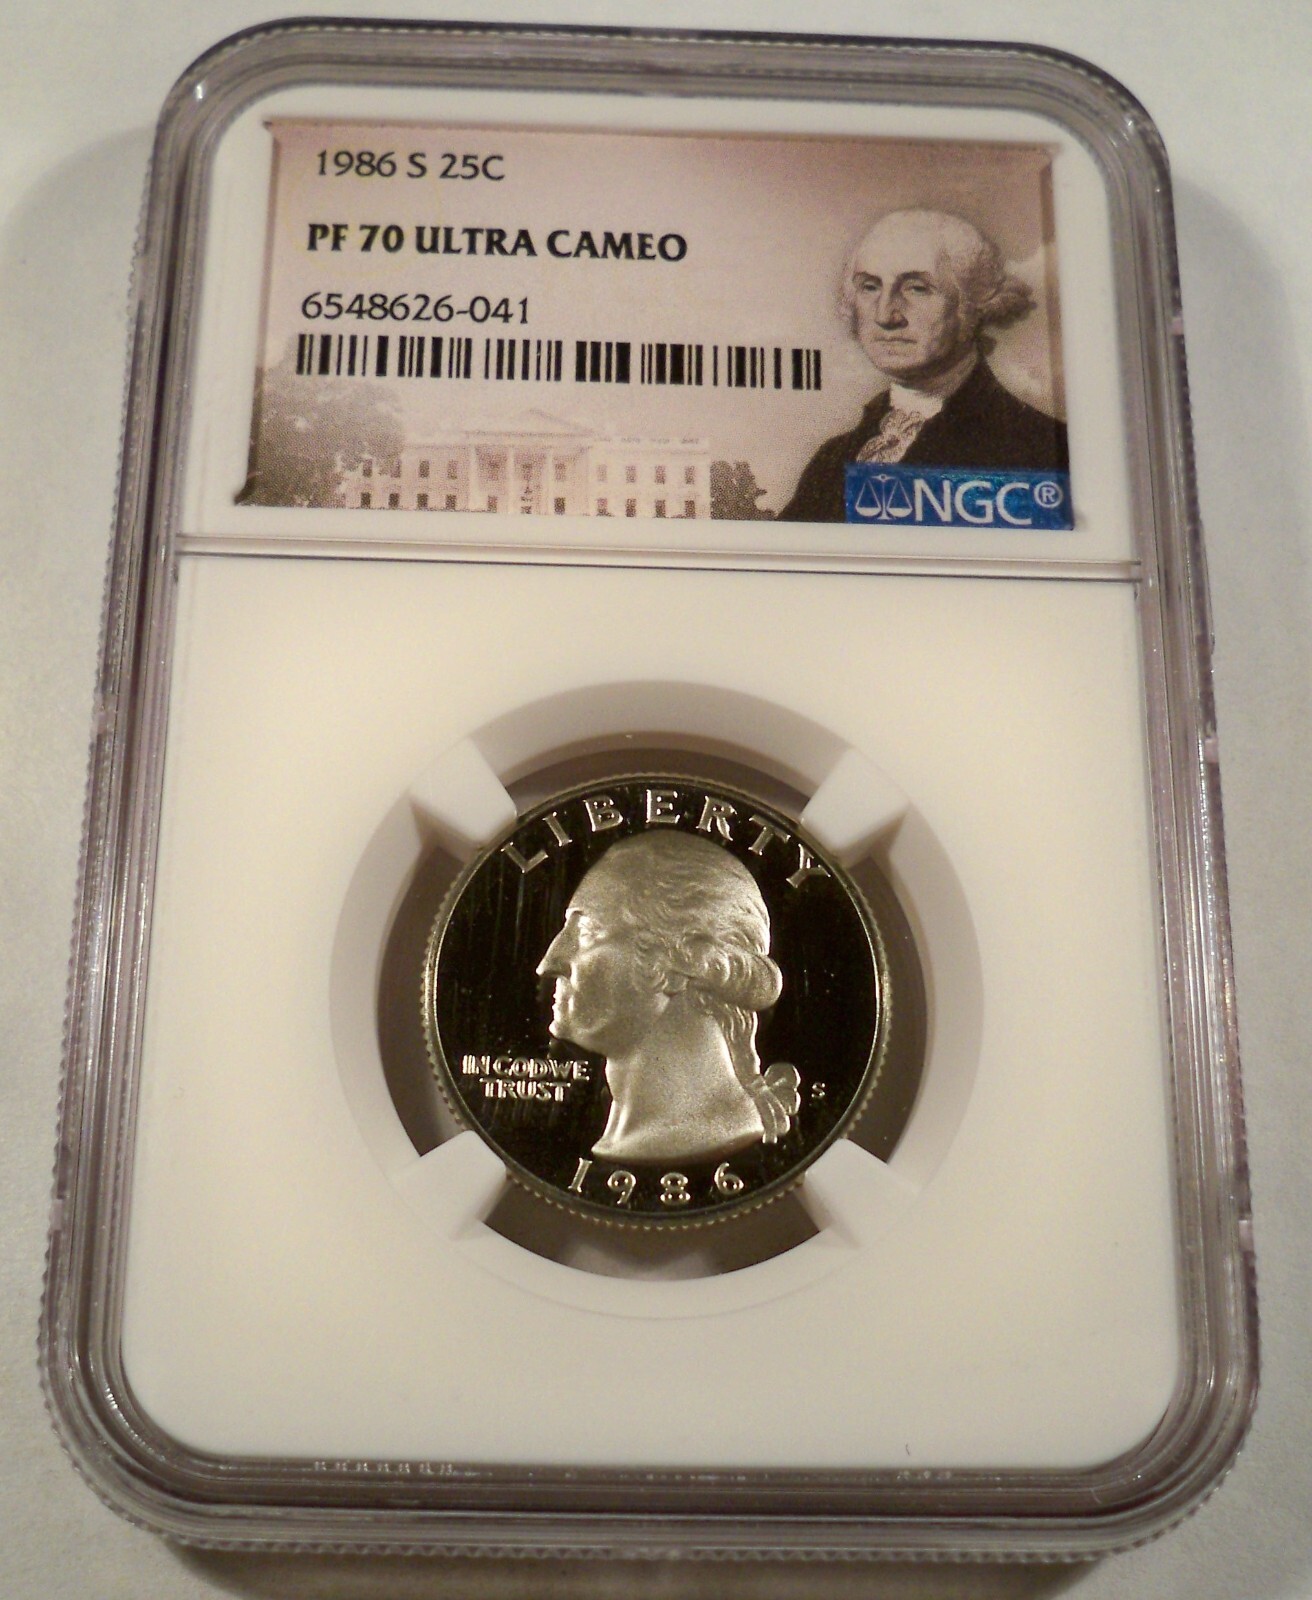 1986 S 25C
PF 70 ULTRA CAMEO
6548626-041
NGC®
LIBERTY
IN GOD WE
TRUST
S
1986